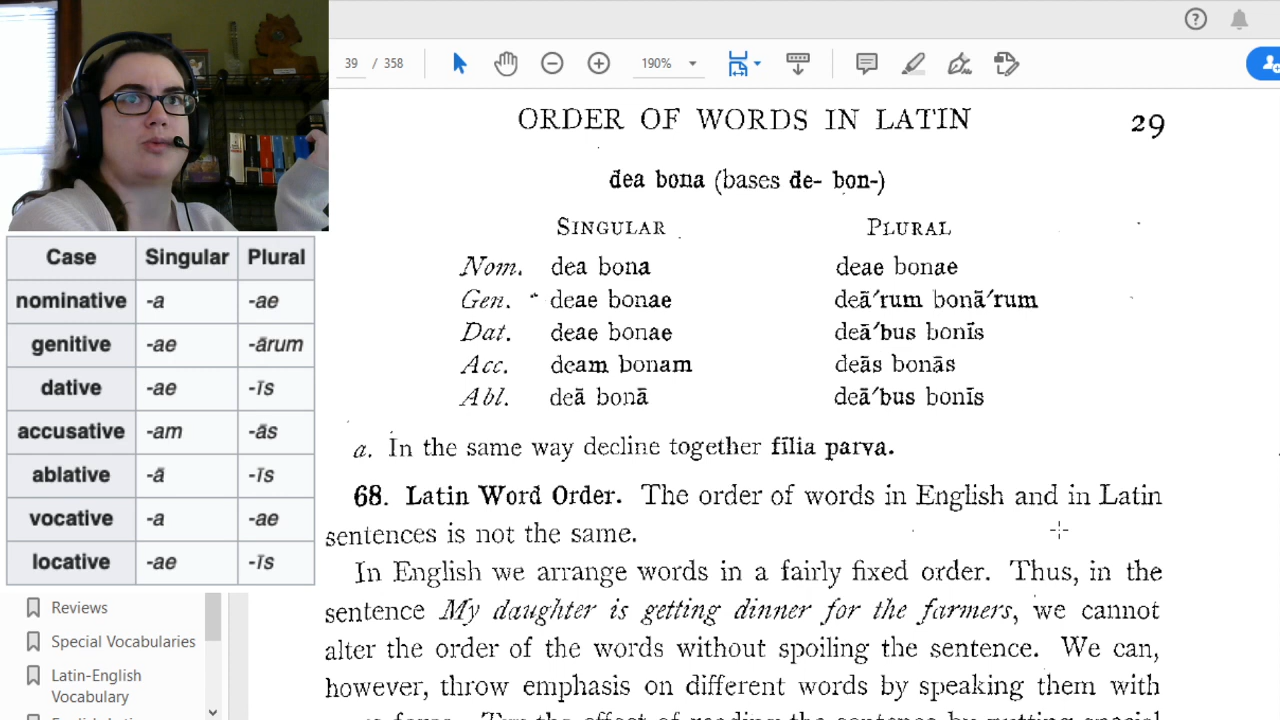 39 / 358
190%
ORDER OF WORDS IN LATIN 29
dea bona (bases de- bon-)
SINGULAR PLURAL
Nom. dea bona deae bonae
Gen. deae bonae deā′rum bonā′rum
Dat. deae bonae deā′bus bonīs
Acc. deam bonam deās bonās
Abl. deā bonā deā′bus bonīs
a. In the same way decline together fīlia parva.
68. Latin Word Order. The order of words in English and in Latin
sentences is not the same.
In English we arrange words in a fairly fixed order. Thus, in the
sentence My daughter is getting dinner for the farmers, we cannot
alter the order of the words without spoiling the sentence. We can,
however, throw emphasis on different words by speaking them with
Case Singular Plural
nominative -a -ae
genitive -ae -ārum
dative -ae -īs
accusative -am -ās
ablative -ā -īs
vocative -a -ae
locative -ae -īs
Reviews
Special Vocabularies
Latin-English
Vocabulary